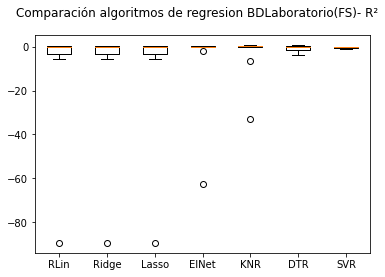 Comparación algoritmos de regresion BDLaboratorio(FS)- R²
0
−20
−40
−60
−80
RLin Ridge Lasso ElNet KNR DTR SVR